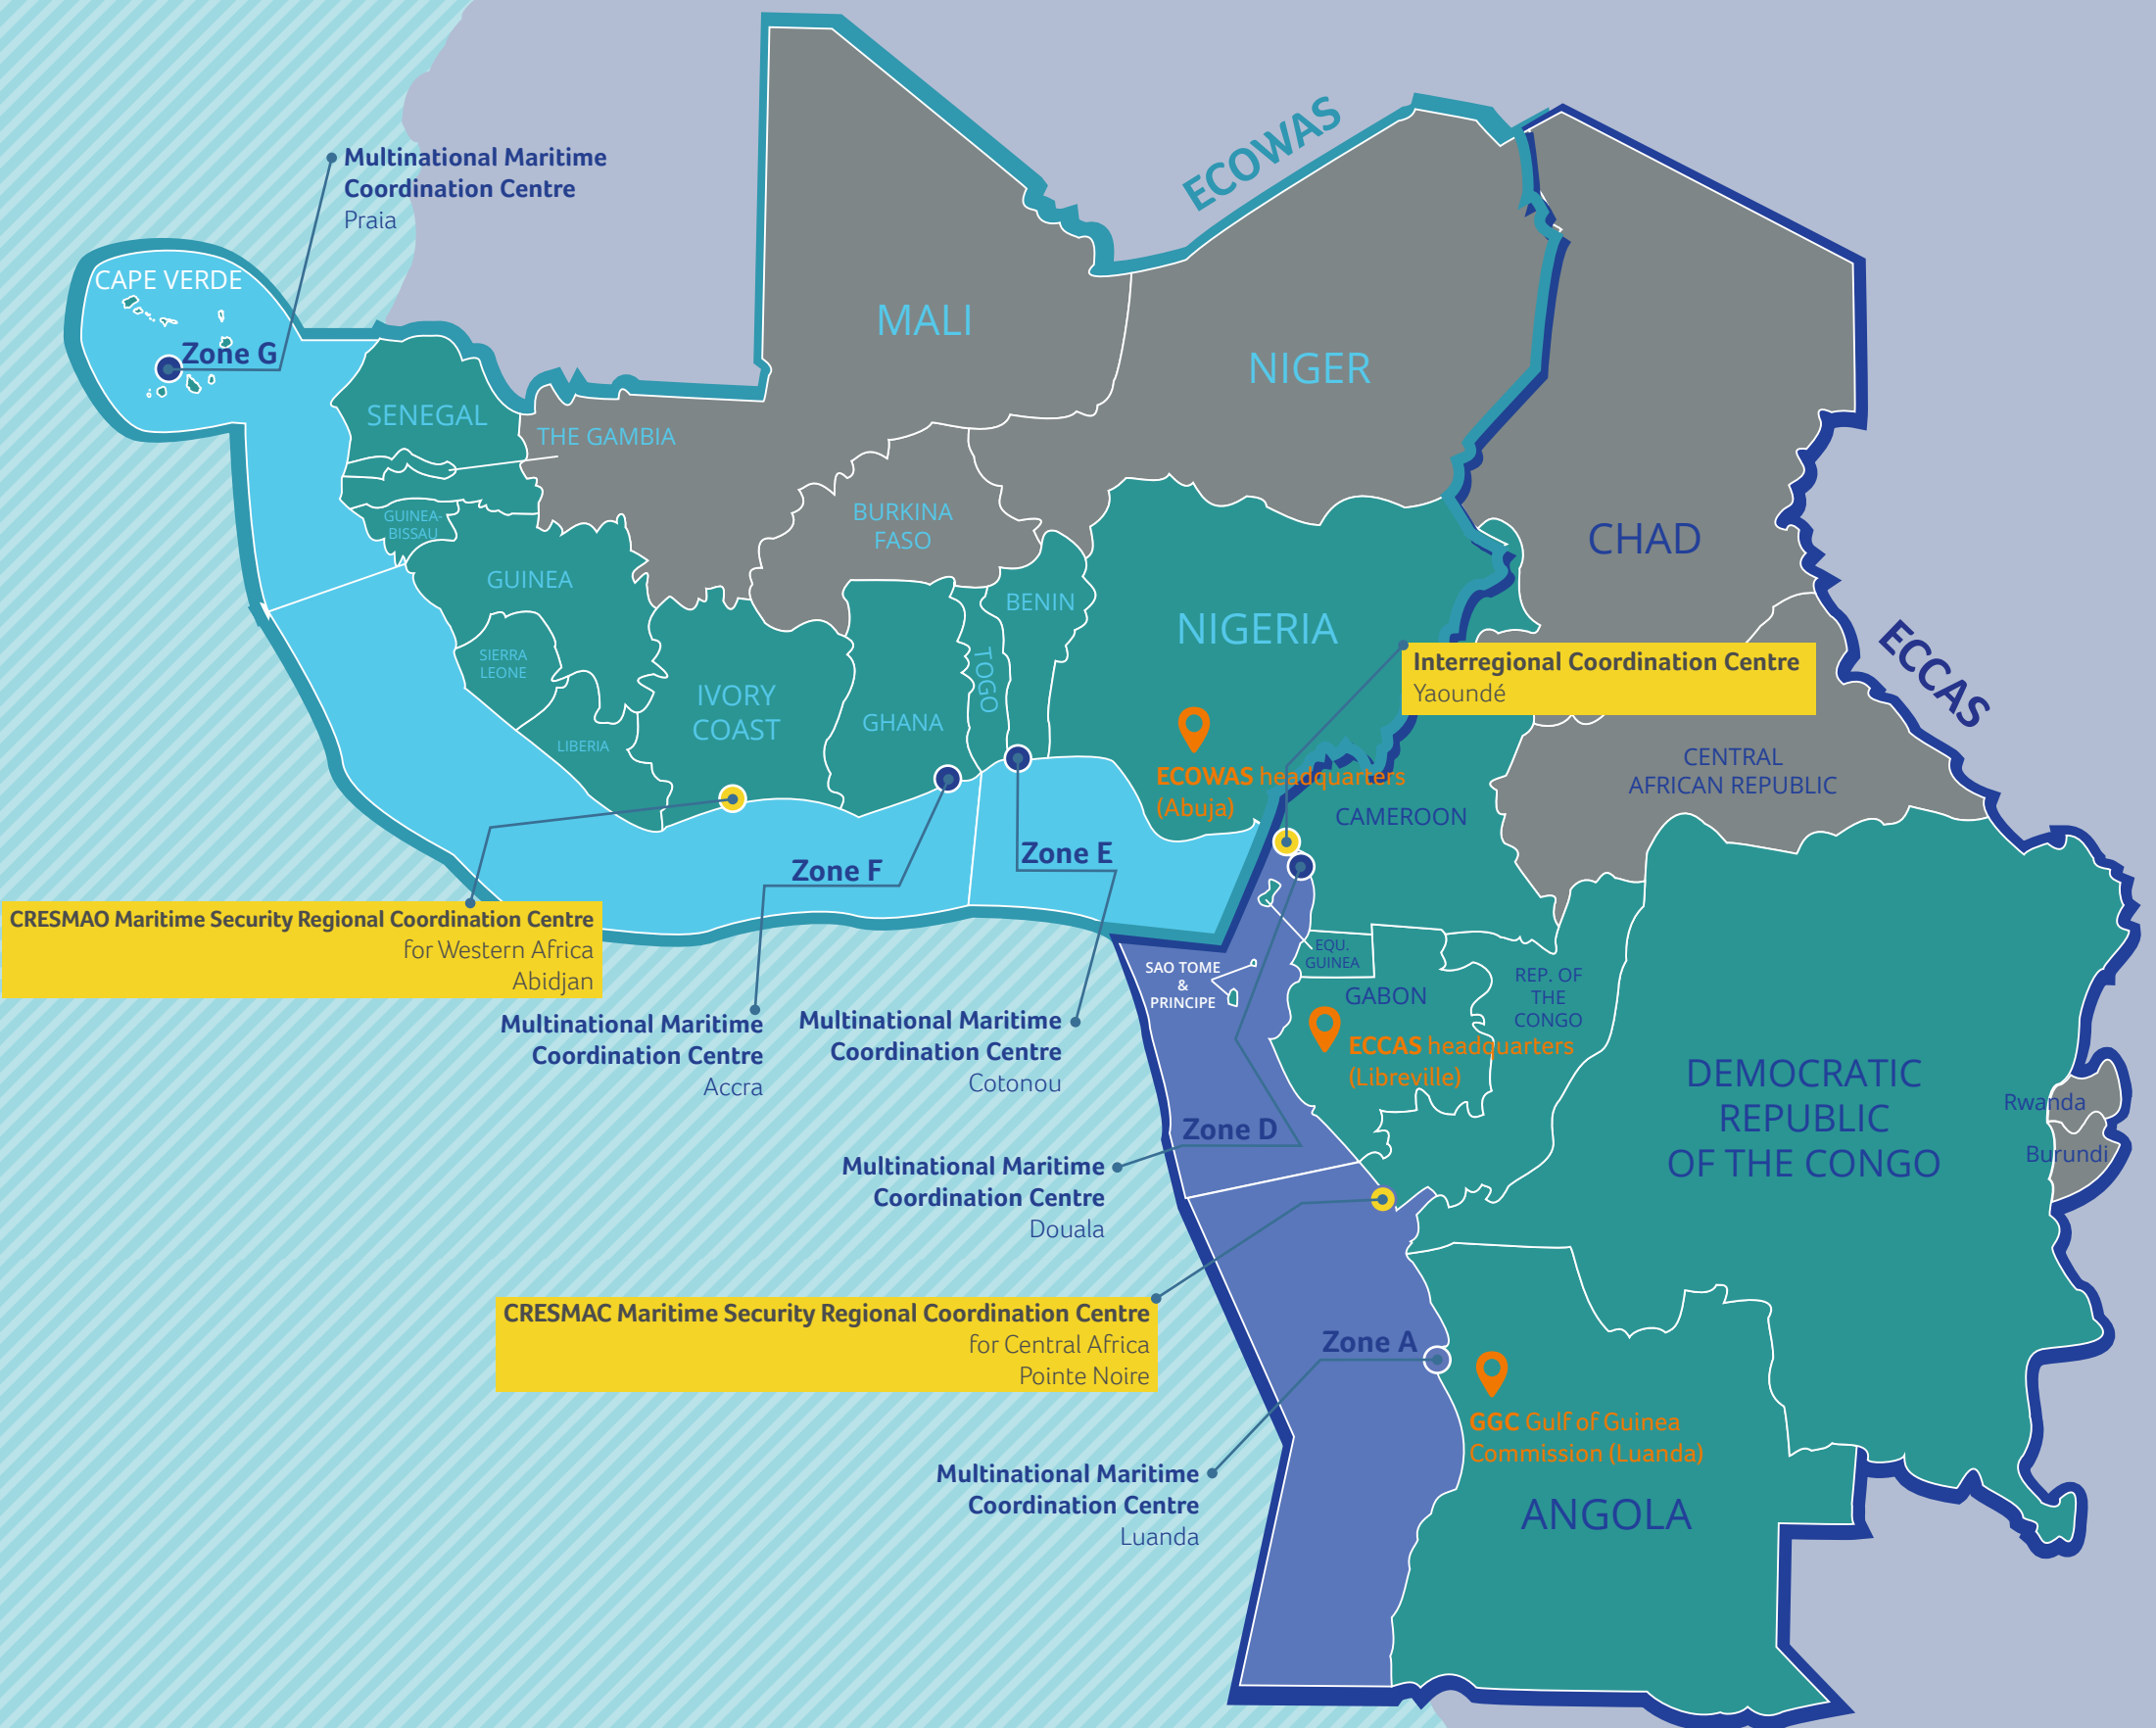 ECOWAS
Multinational Maritime
Coordination Centre
Praia
CAPE VERDE
Zone G
MALI
NIGER
SENEGAL
THE GAMBIA
GUINEA-
BISSAU
BURKINA
FASO
CHAD
GUINEA
BENIN
NIGERIA
SIERRA
LEONE
TOGO
IVORY
COAST
GHANA
LIBERIA
ECCAS
Interregional Coordination Centre
Yaoundé
CENTRAL
AFRICAN REPUBLIC
ECOWAS headquarters
(Abuja)
CAMEROON
Zone E
Zone F
CRESMAO Maritime Security Regional Coordination Centre
for Western Africa
Abidjan
EQU.
GUINEA
SAO TOME
&
PRINCIPE
GABON
REP. OF
THE
CONGO
Multinational Maritime
Coordination Centre
Accra
Multinational Maritime
Coordination Centre
Cotonou
ECCAS headquarters
(Libreville)
DEMOCRATIC
REPUBLIC
OF THE CONGO
Rwanda
Burundi
Zone D
Multinational Maritime
Coordination Centre
Douala
CRESMAC Maritime Security Regional Coordination Centre
for Central Africa
Pointe Noire
Zone A
GGC Gulf of Guinea
Commission (Luanda)
Multinational Maritime
Coordination Centre
Luanda
ANGOLA